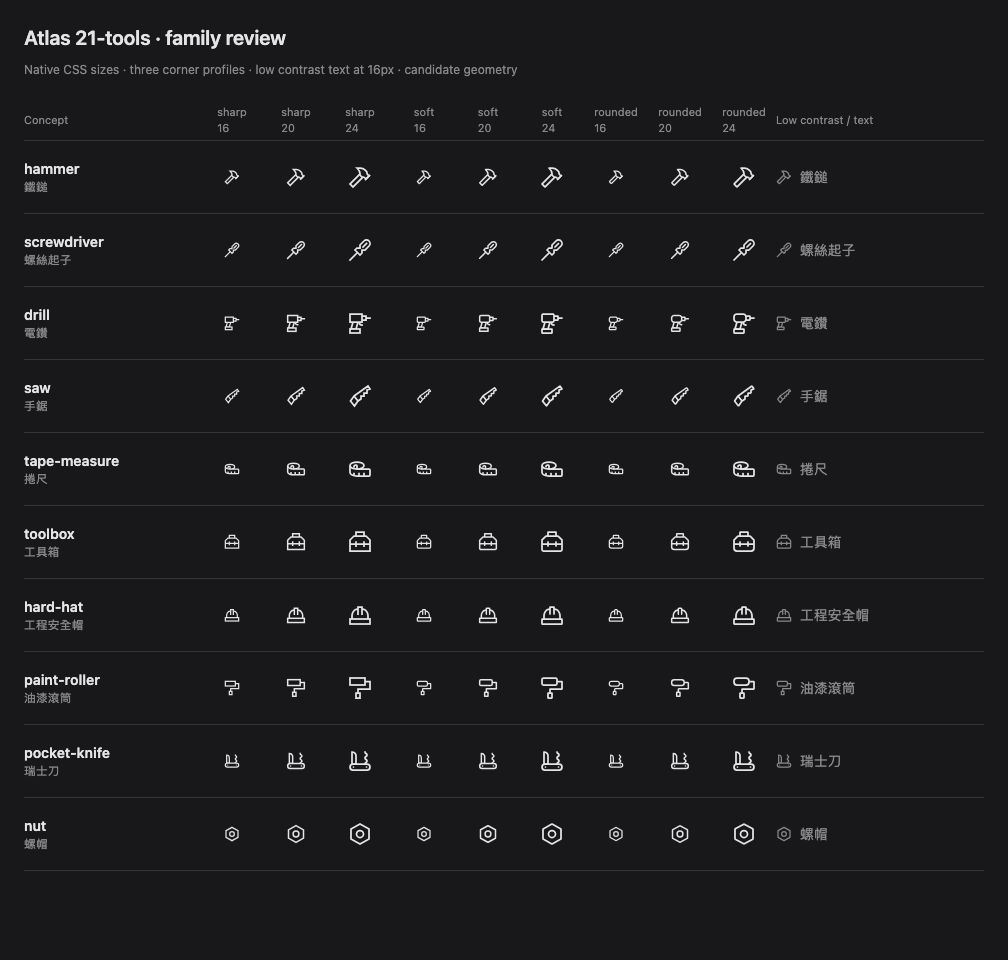 Atlas 21-tools · family review
Native CSS sizes · three corner profiles · low contrast text at 16px · candidate geometry
Concept sharp 16 sharp 20 sharp 24 soft 16 soft 20 soft 24 rounded 16 rounded 20 rounded 24 Low contrast / text
hammer
鐵鎚 鐵鎚
screwdriver
螺絲起子 螺絲起子
drill
電鑽 電鑽
saw
手鋸 手鋸
tape-measure
捲尺 捲尺
toolbox
工具箱 工具箱
hard-hat
工程安全帽 工程安全帽
paint-roller
油漆滾筒 油漆滾筒
pocket-knife
瑞士刀 瑞士刀
nut
螺帽 螺帽